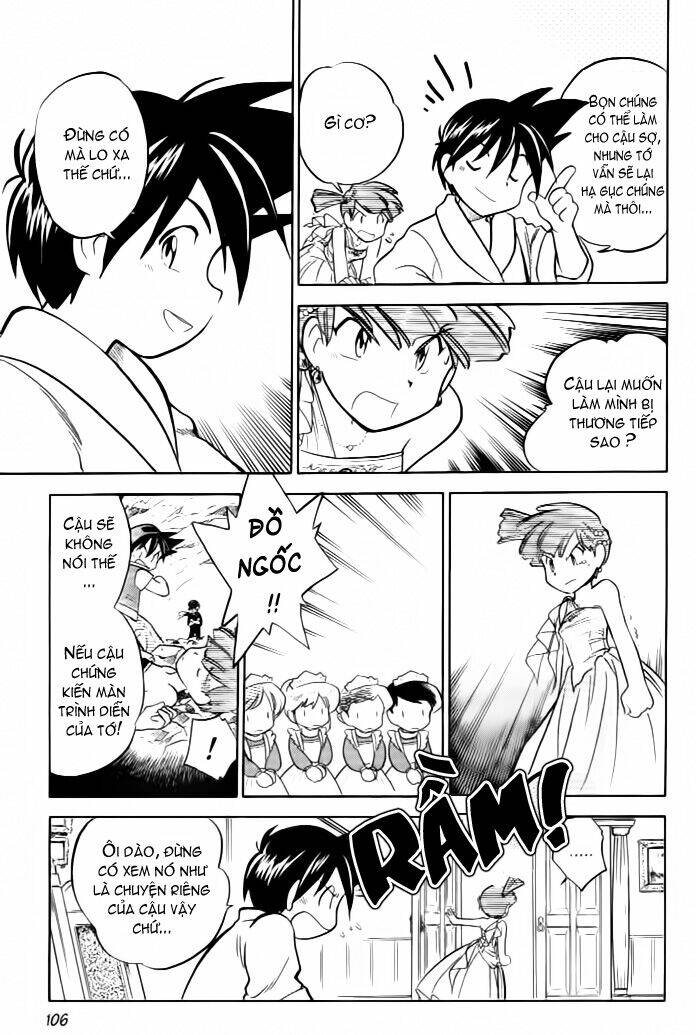 BỌN CHÚNG
CÓ THỂ LÀM
CHO CẬU SỢ,
NHƯNG TỚ
VẪN SẼ LẠI
HẠ GỤC CHÚNG
MÀ THÔI...
GÌ CƠ?
CẬU LẠI MUỐN
LÀM MÌNH BỊ
THƯƠNG TIẾP
SAO ?
ĐỪNG CÓ
MÀ LO XA
THẾ CHỨ...
ĐỒ
NGỐC
!!
CẬU SẼ
KHÔNG
NÓI THẾ
...
NẾU CẬU
CHỨNG
KIẾN MÀN
TRÌNH DIỄN
CỦA TỚ!
!
......
RẦM!
ÔI DÀO, ĐỪNG
CÓ XEM NÓ NHƯ
LÀ CHUYỆN RIÊNG
CỦA CẬU VẬY
CHỨ...
106